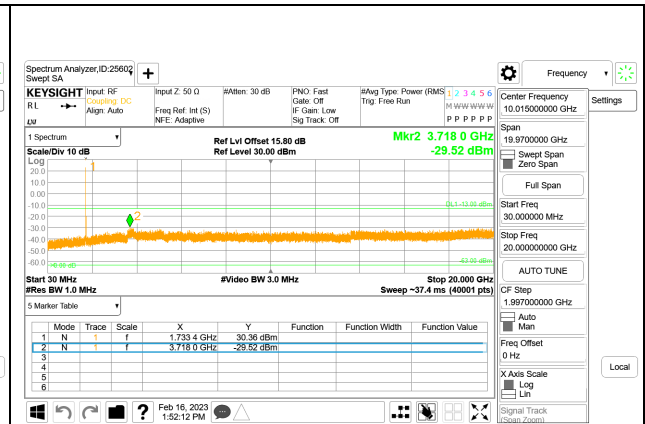 Spectrum Analyzer,ID:25602
Swept SA
+
Frequency
KEYSIGHT
Input: RF
Input Z: 50 Ω
#Atten: 30 dB
PNO: Fast
#Avg Type: Power (RMS
1 2 3 4 5 6
RL
Coupling: DC
Gate: Off
Trig: Free Run
M W W W W W
Align: Auto
Freq Ref: Int (S)
IF Gain: Low
NFE: Adaptive
Sig Track: Off
P P P P P P
LXI
Center Frequency
10.015000000 GHz
Settings
1 Spectrum
Ref Lvl Offset 15.80 dB
Mkr2 3.718 0 GHz
Scale/Div 10 dB
Ref Level 30.00 dBm
-29.52 dBm
Span
19.9700000 GHz
Swept Span
Zero Span
Full Span
Start Freq
30.000000 MHz
Stop Freq
20.000000000 GHz
AUTO TUNE
CF Step
1.997000000 GHz
Auto
Man
Freq Offset
0 Hz
X Axis Scale
Log
Lin
Local
Signal Track
(Span Zoom)
Log
1
20.0
10.0
0.00
-10.0
DL1 -13.00 dBm
-20.0
2
-30.0
-40.0
-50.0
-60.0
Start 30 MHz
#Video BW 3.0 MHz
Stop 20.000 GHz
#Res BW 1.0 MHz
Sweep ~37.4 ms (40001 pts)
5 Marker Table
Mode Trace Scale X Y Function Function Width Function Value
1 N 1 f 1.733 4 GHz 30.36 dBm
2 N 1 f 3.718 0 GHz -29.52 dBm
3
4
5
6
?
Feb 16, 2023
1:52:12 PM